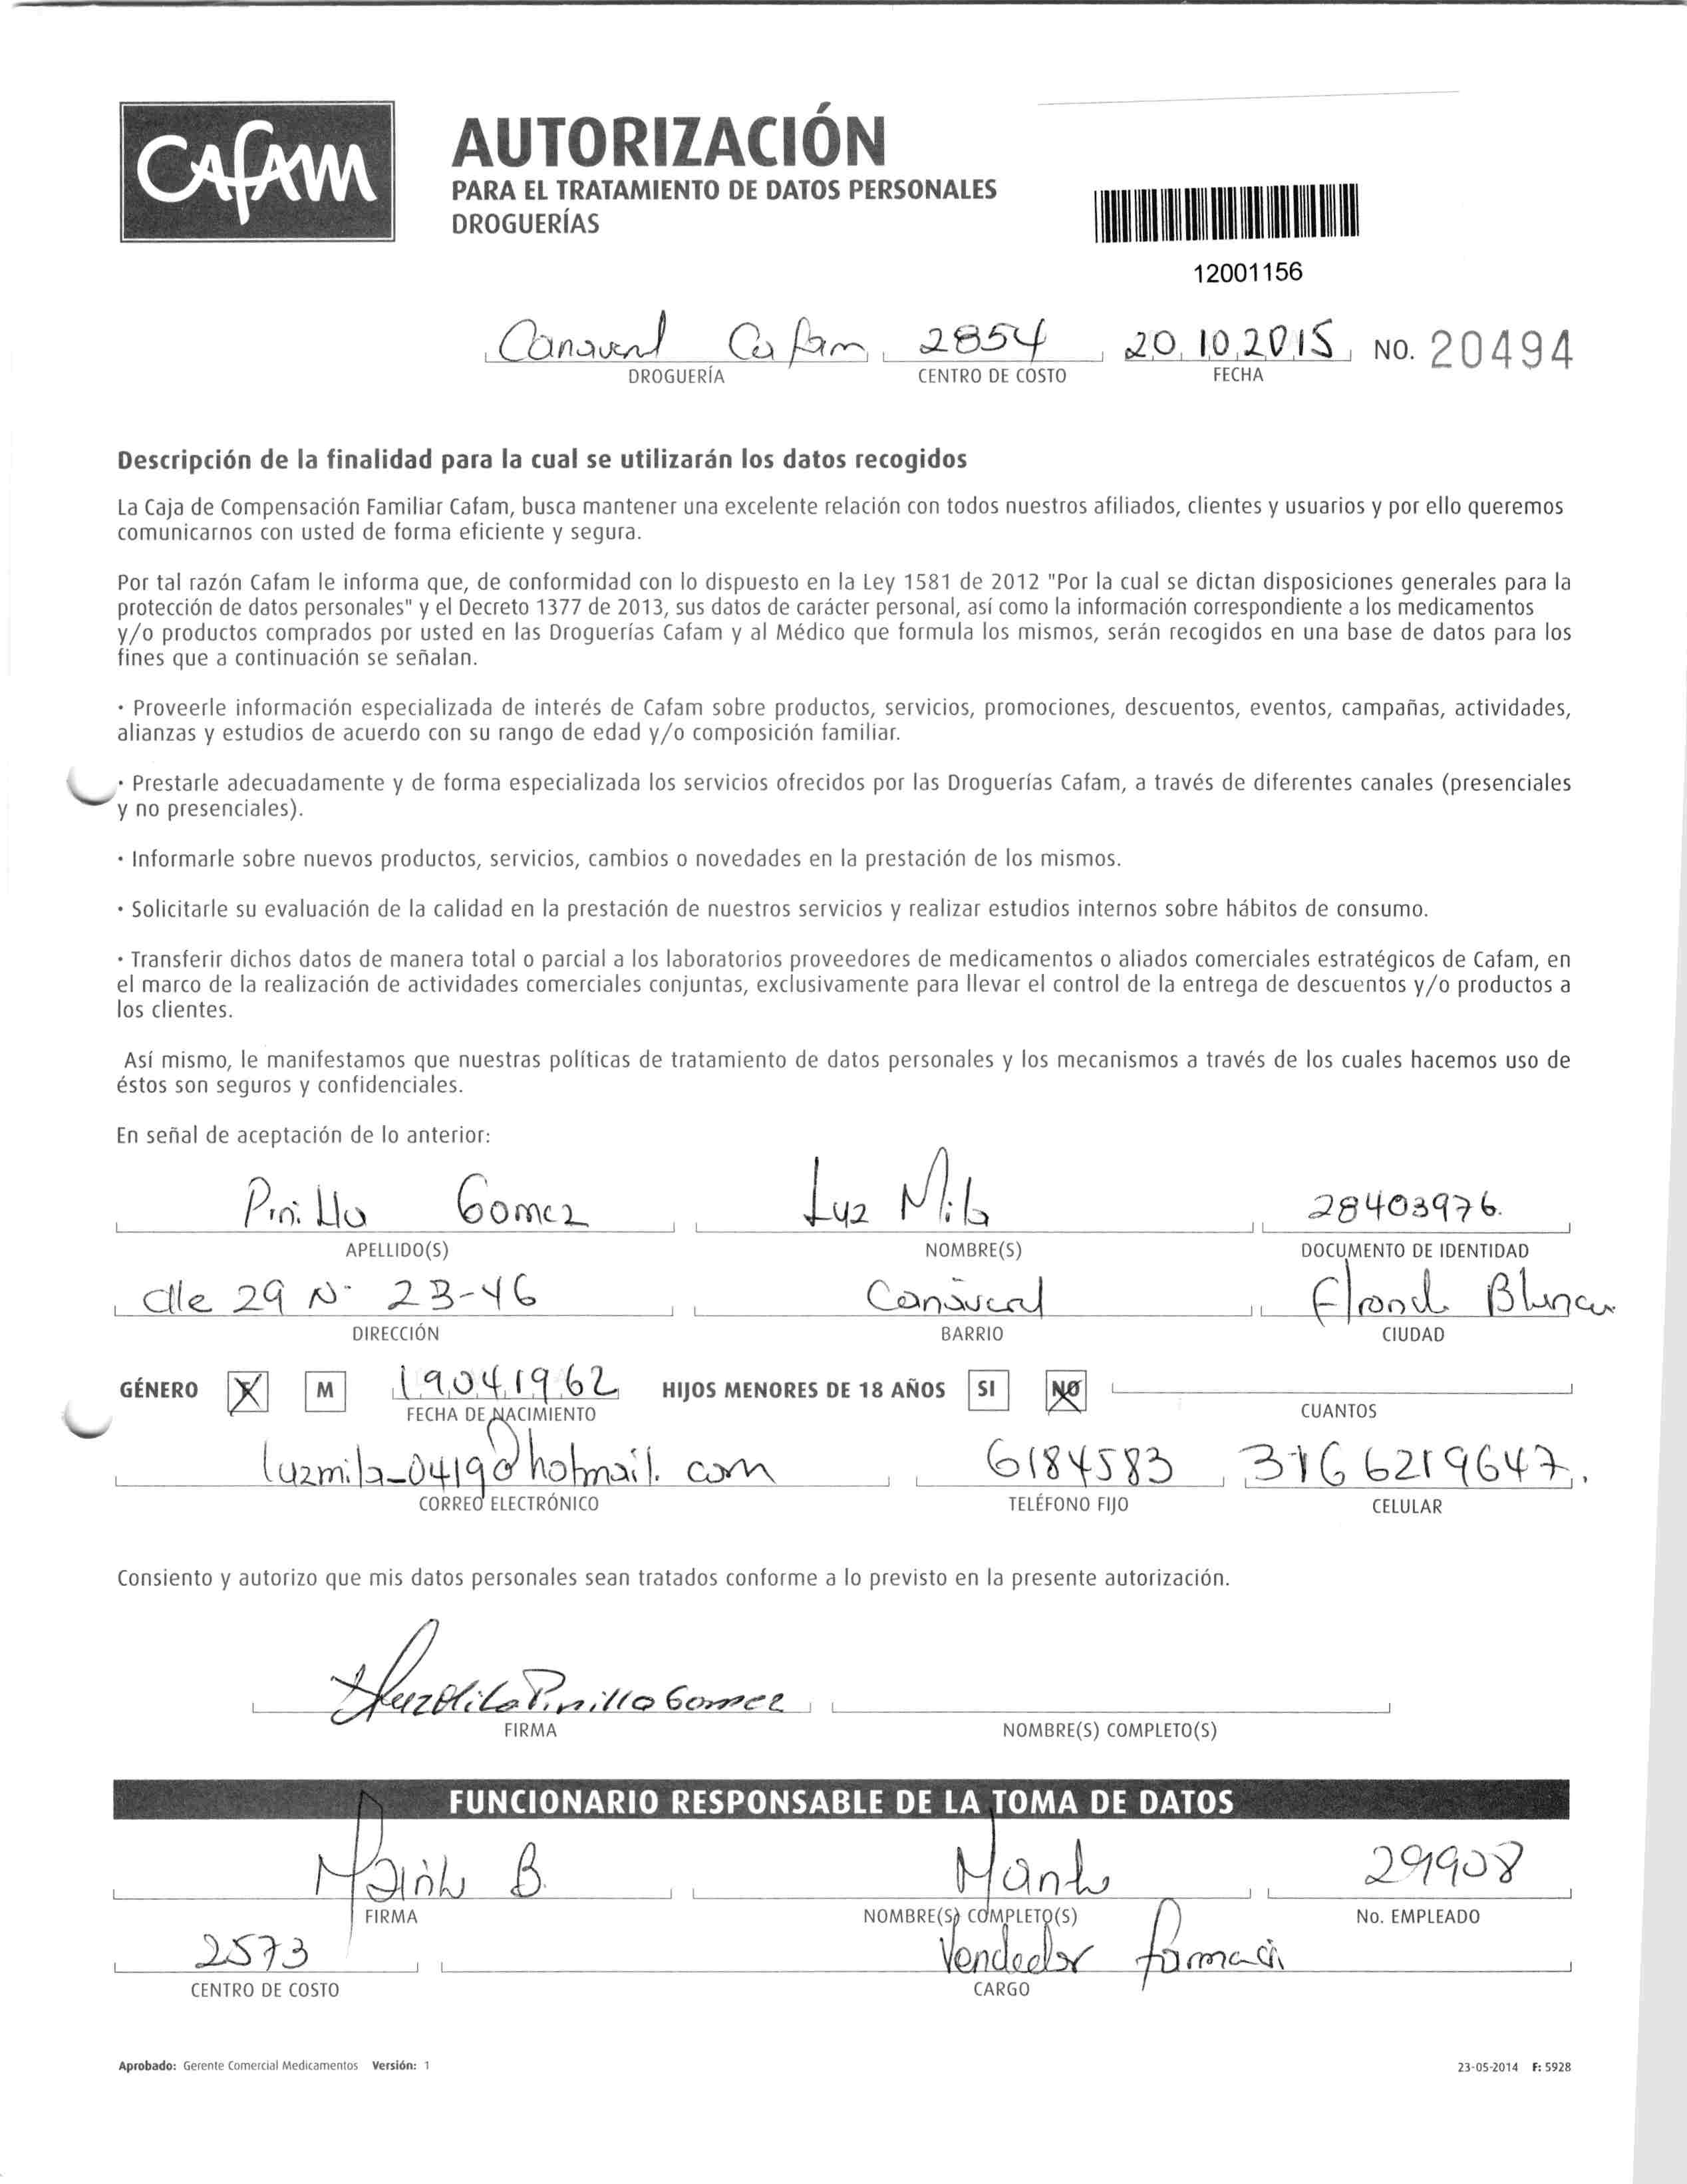 Cafam
AUTORIZACIÓN
PARA EL TRATAMIENTO DE DATOS PERSONALES
DROGUERÍAS
12001156
Canaveral Cafam 2854 20 10 2015 NO. 20494
DROGUERÍA CENTRO DE COSTO FECHA
Descripción de la finalidad para la cual se utilizarán los datos recogidos
La Caja de Compensación Familiar Cafam, busca mantener una excelente relación con todos nuestros afiliados, clientes y usuarios y por ello queremos
comunicarnos con usted de forma eficiente y segura.
Por tal razón Cafam le informa que, de conformidad con lo dispuesto en la Ley 1581 de 2012 "Por la cual se dictan disposiciones generales para la
protección de datos personales" y el Decreto 1377 de 2013, sus datos de carácter personal, así como la información correspondiente a los medicamentos
y/o productos comprados por usted en las Droguerías Cafam y al Médico que formula los mismos, serán recogidos en una base de datos para los
fines que a continuación se señalan.
· Proveerle información especializada de interés de Cafam sobre productos, servicios, promociones, descuentos, eventos, campañas, actividades,
alianzas y estudios de acuerdo con su rango de edad y/o composición familiar.
· Prestarle adecuadamente y de forma especializada los servicios ofrecidos por las Droguerías Cafam, a través de diferentes canales (presenciales
y no presenciales).
· Informarle sobre nuevos productos, servicios, cambios o novedades en la prestación de los mismos.
· Solicitarle su evaluación de la calidad en la prestación de nuestros servicios y realizar estudios internos sobre hábitos de consumo.
· Transferir dichos datos de manera total o parcial a los laboratorios proveedores de medicamentos o aliados comerciales estratégicos de Cafam, en
el marco de la realización de actividades comerciales conjuntas, exclusivamente para llevar el control de la entrega de descuentos y/o productos a
los clientes.
Así mismo, le manifestamos que nuestras políticas de tratamiento de datos personales y los mecanismos a través de los cuales hacemos uso de
éstos son seguros y confidenciales.
En señal de aceptación de lo anterior:
Pinilla Gomez Luz Mila 28403976.
APELLIDO(S) NOMBRE(S) DOCUMENTO DE IDENTIDAD
Clle 29 N- 23-46 Cañaveral Florid Blanca
DIRECCIÓN BARRIO CIUDAD
GÉNERO X M 19 04 1962 HIJOS MENORES DE 18 AÑOS SI NO
FECHA DE NACIMIENTO CUANTOS
luzmila_0419@hotmail.com 6184583 3166219647.
CORREO ELECTRÓNICO TELÉFONO FIJO CELULAR
Consiento y autorizo que mis datos personales sean tratados conforme a lo previsto en la presente autorización.
Luz Mila Pinilla Gomez
FIRMA NOMBRE(S) COMPLETO(S)
FUNCIONARIO RESPONSABLE DE LA TOMA DE DATOS
B. 29908
FIRMA NOMBRE(S) COMPLETO(S) No. EMPLEADO
2573 Vendedor
CENTRO DE COSTO CARGO
Aprobado: Gerente Comercial Medicamentos Versión: 1 23-05-2014 F: 5928